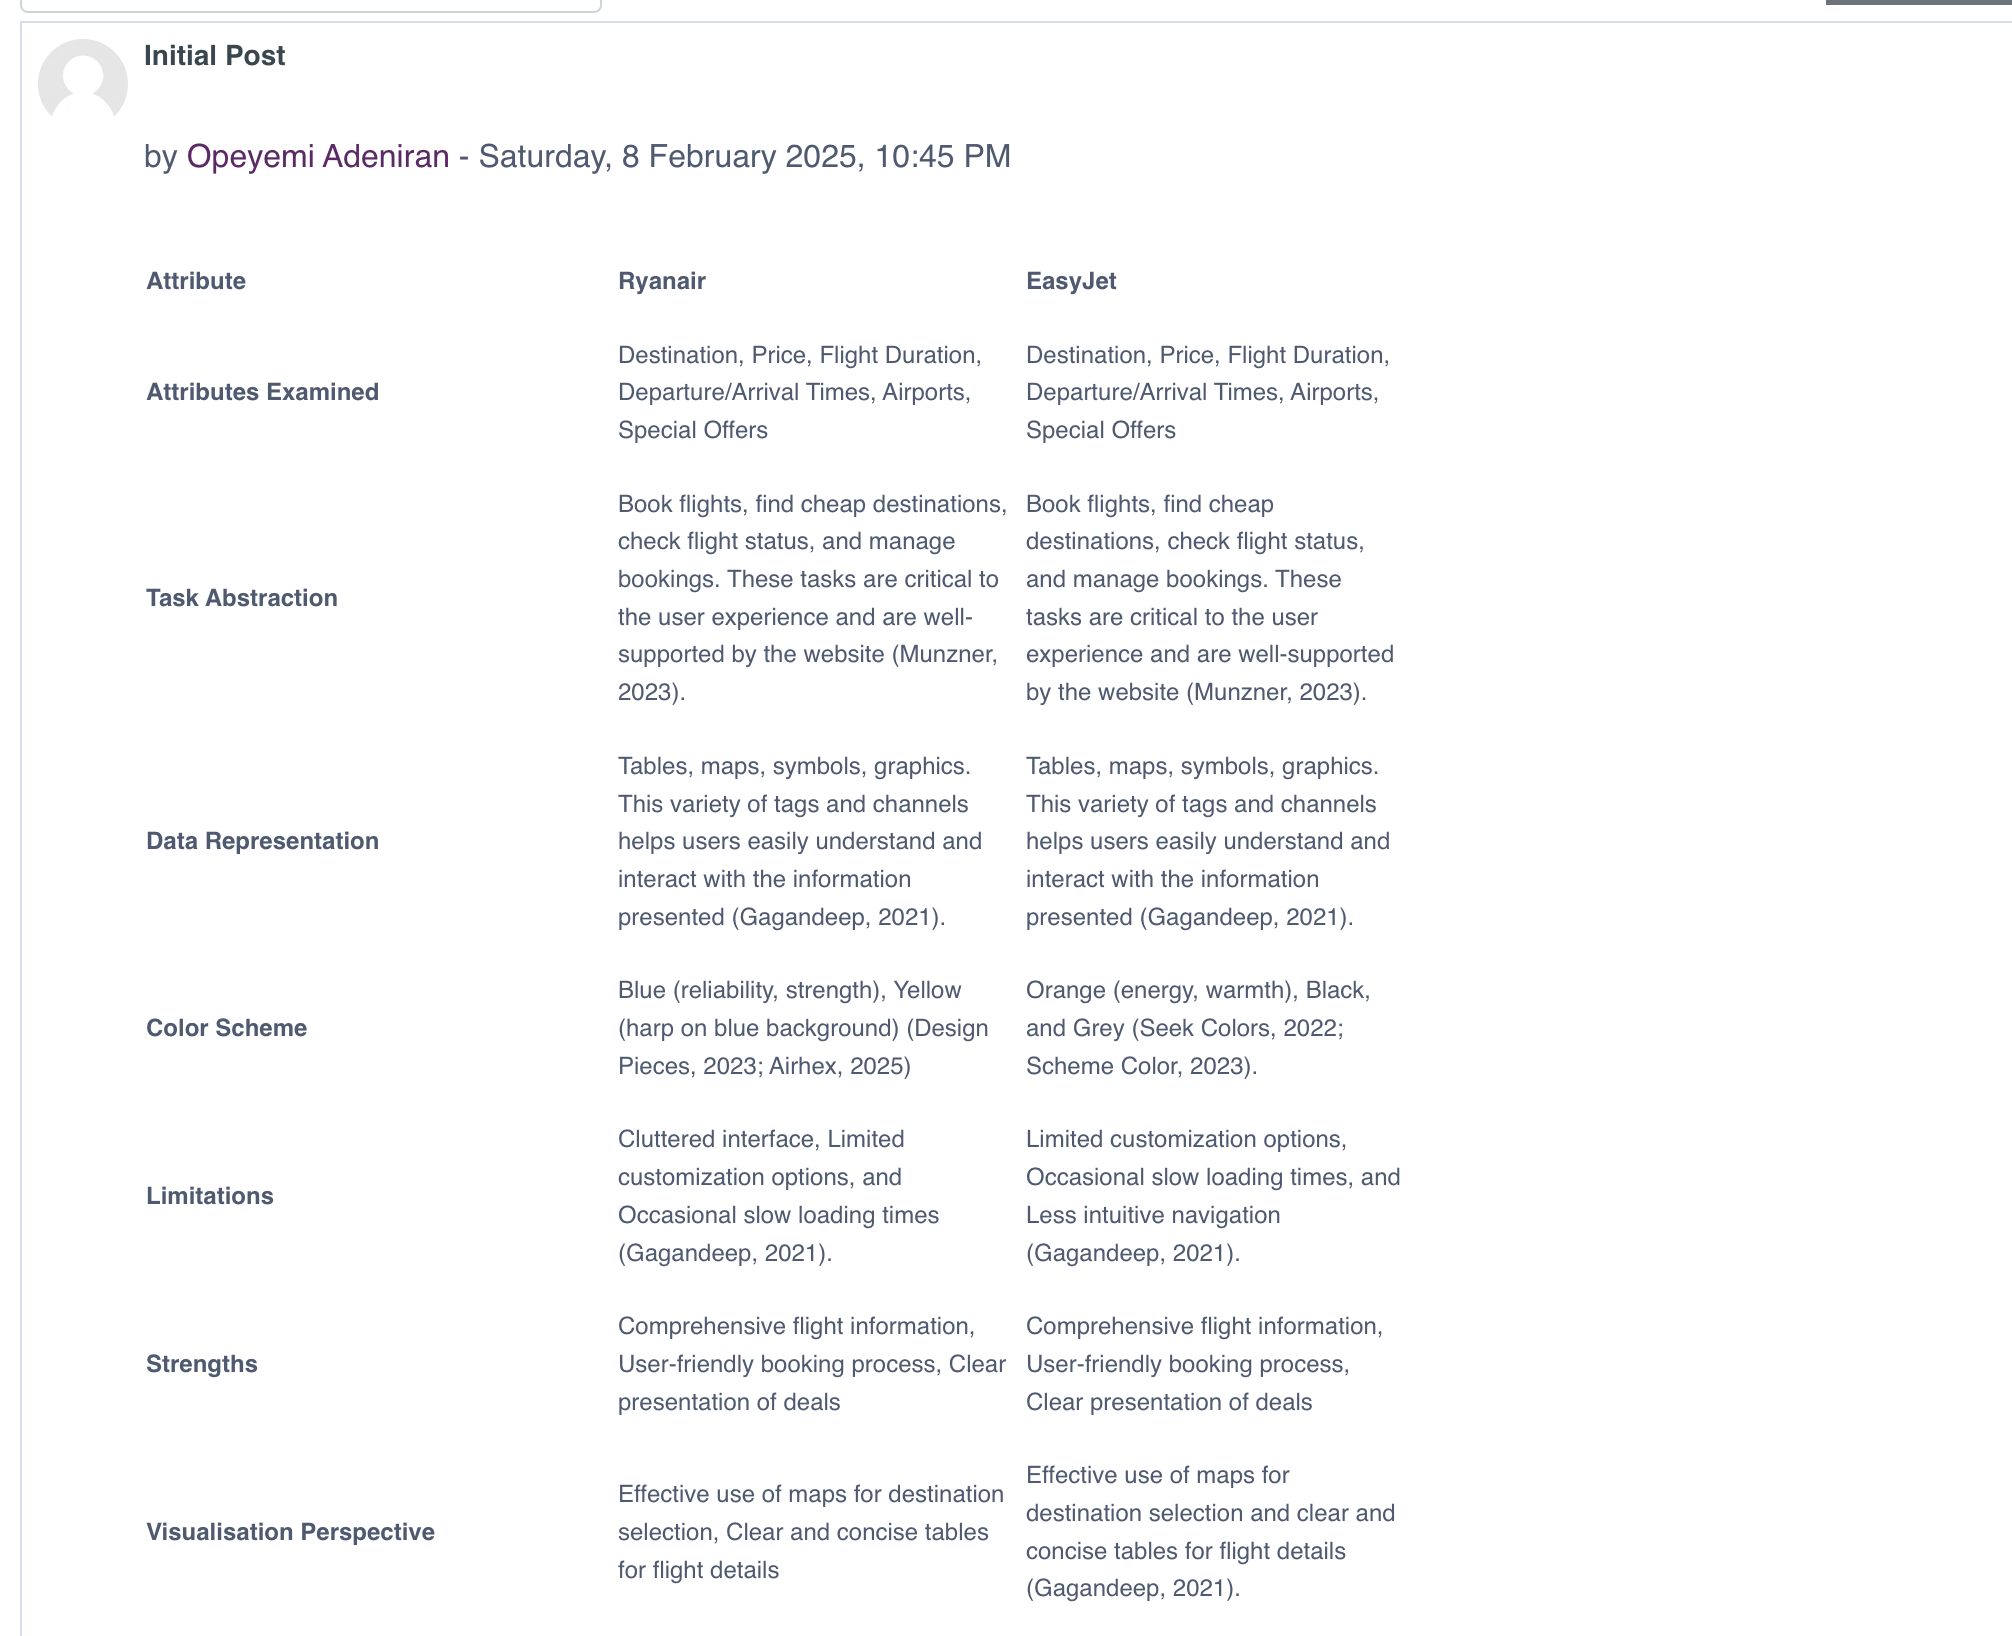 Initial Post
by Opeyemi Adeniran - Saturday, 8 February 2025, 10:45 PM
Attribute
Ryanair
EasyJet
Attributes Examined
Destination, Price, Flight Duration,
Departure/Arrival Times, Airports,
Special Offers
Destination, Price, Flight Duration,
Departure/Arrival Times, Airports,
Special Offers
Task Abstraction
Book flights, find cheap destinations,
check flight status, and manage
bookings. These tasks are critical to
the user experience and are well-
supported by the website (Munzner,
2023).
Book flights, find cheap
destinations, check flight status,
and manage bookings. These
tasks are critical to the user
experience and are well-supported
by the website (Munzner, 2023).
Data Representation
Tables, maps, symbols, graphics.
This variety of tags and channels
helps users easily understand and
interact with the information
presented (Gagandeep, 2021).
Tables, maps, symbols, graphics.
This variety of tags and channels
helps users easily understand and
interact with the information
presented (Gagandeep, 2021).
Color Scheme
Blue (reliability, strength), Yellow
(harp on blue background) (Design
Pieces, 2023; Airhex, 2025)
Orange (energy, warmth), Black,
and Grey (Seek Colors, 2022;
Scheme Color, 2023).
Limitations
Cluttered interface, Limited
customization options, and
Occasional slow loading times
(Gagandeep, 2021).
Limited customization options,
Occasional slow loading times, and
Less intuitive navigation
(Gagandeep, 2021).
Strengths
Comprehensive flight information,
User-friendly booking process, Clear
presentation of deals
Comprehensive flight information,
User-friendly booking process,
Clear presentation of deals
Visualisation Perspective
Effective use of maps for destination
selection, Clear and concise tables
for flight details
Effective use of maps for
destination selection and clear and
concise tables for flight details
(Gagandeep, 2021).